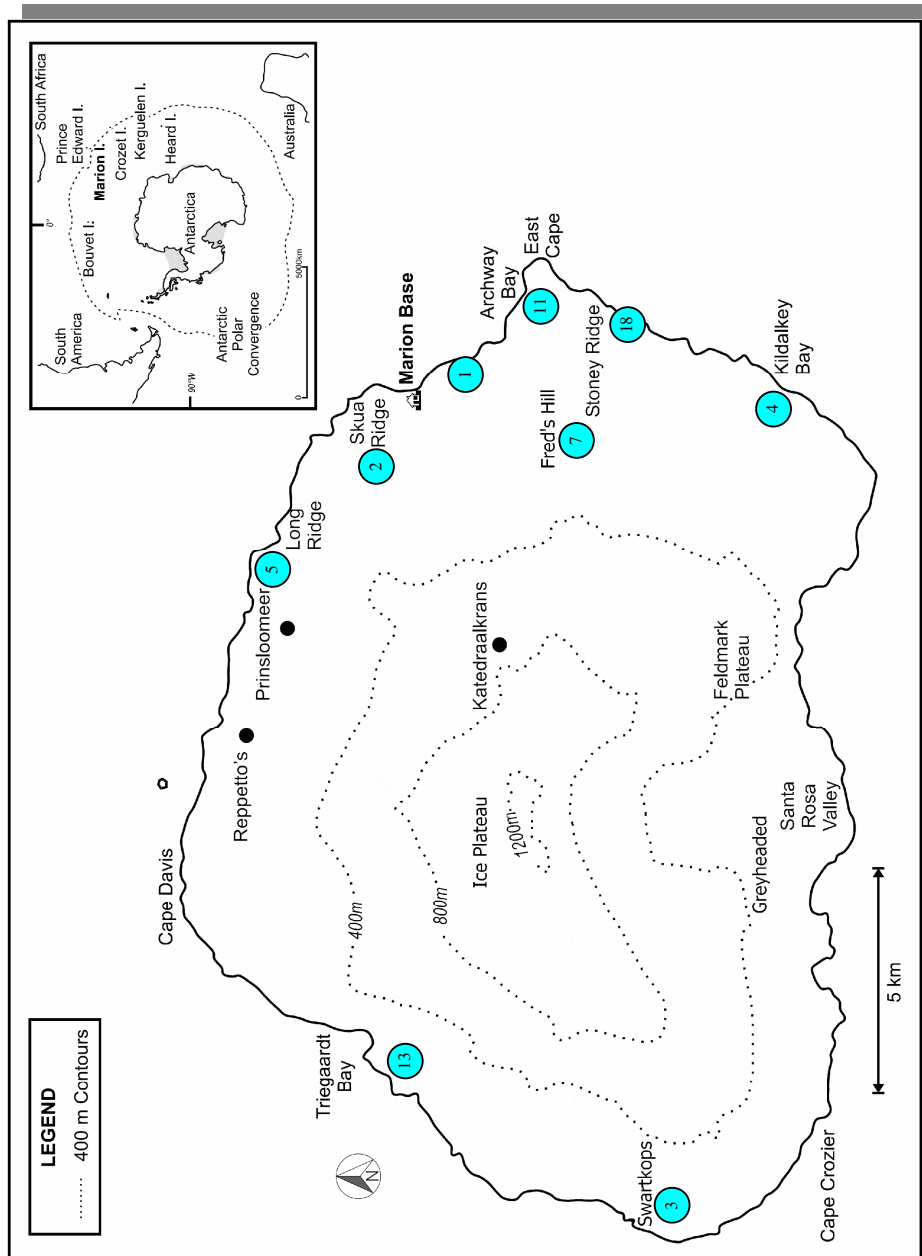 LEGEND
400 m Contours
South America
Bouvet I.
0°
South Africa
Prince
Edward I.
Marion I.
Crozet I.
Kerguelen I.
Heard I.
90°W
Antarctica
Antarctic
Polar
Convergence
0
5000km
Australia
Cape Davis
Reppetto's
Prinsloomeer
5
Long
Ridge
Skua
Ridge
2
Marion Base
1
Archway
Bay
11
East
Cape
Triegaardt
Bay
13
N
400m
800m
Ice Plateau
1200m
Katedraalkrans
Fred's Hill
7
Stoney Ridge
18
Swartkops
3
Greyheaded
Feldmark
Plateau
4
Kildalkey
Bay
Santa
Rosa
Valley
Cape Crozier
5 km